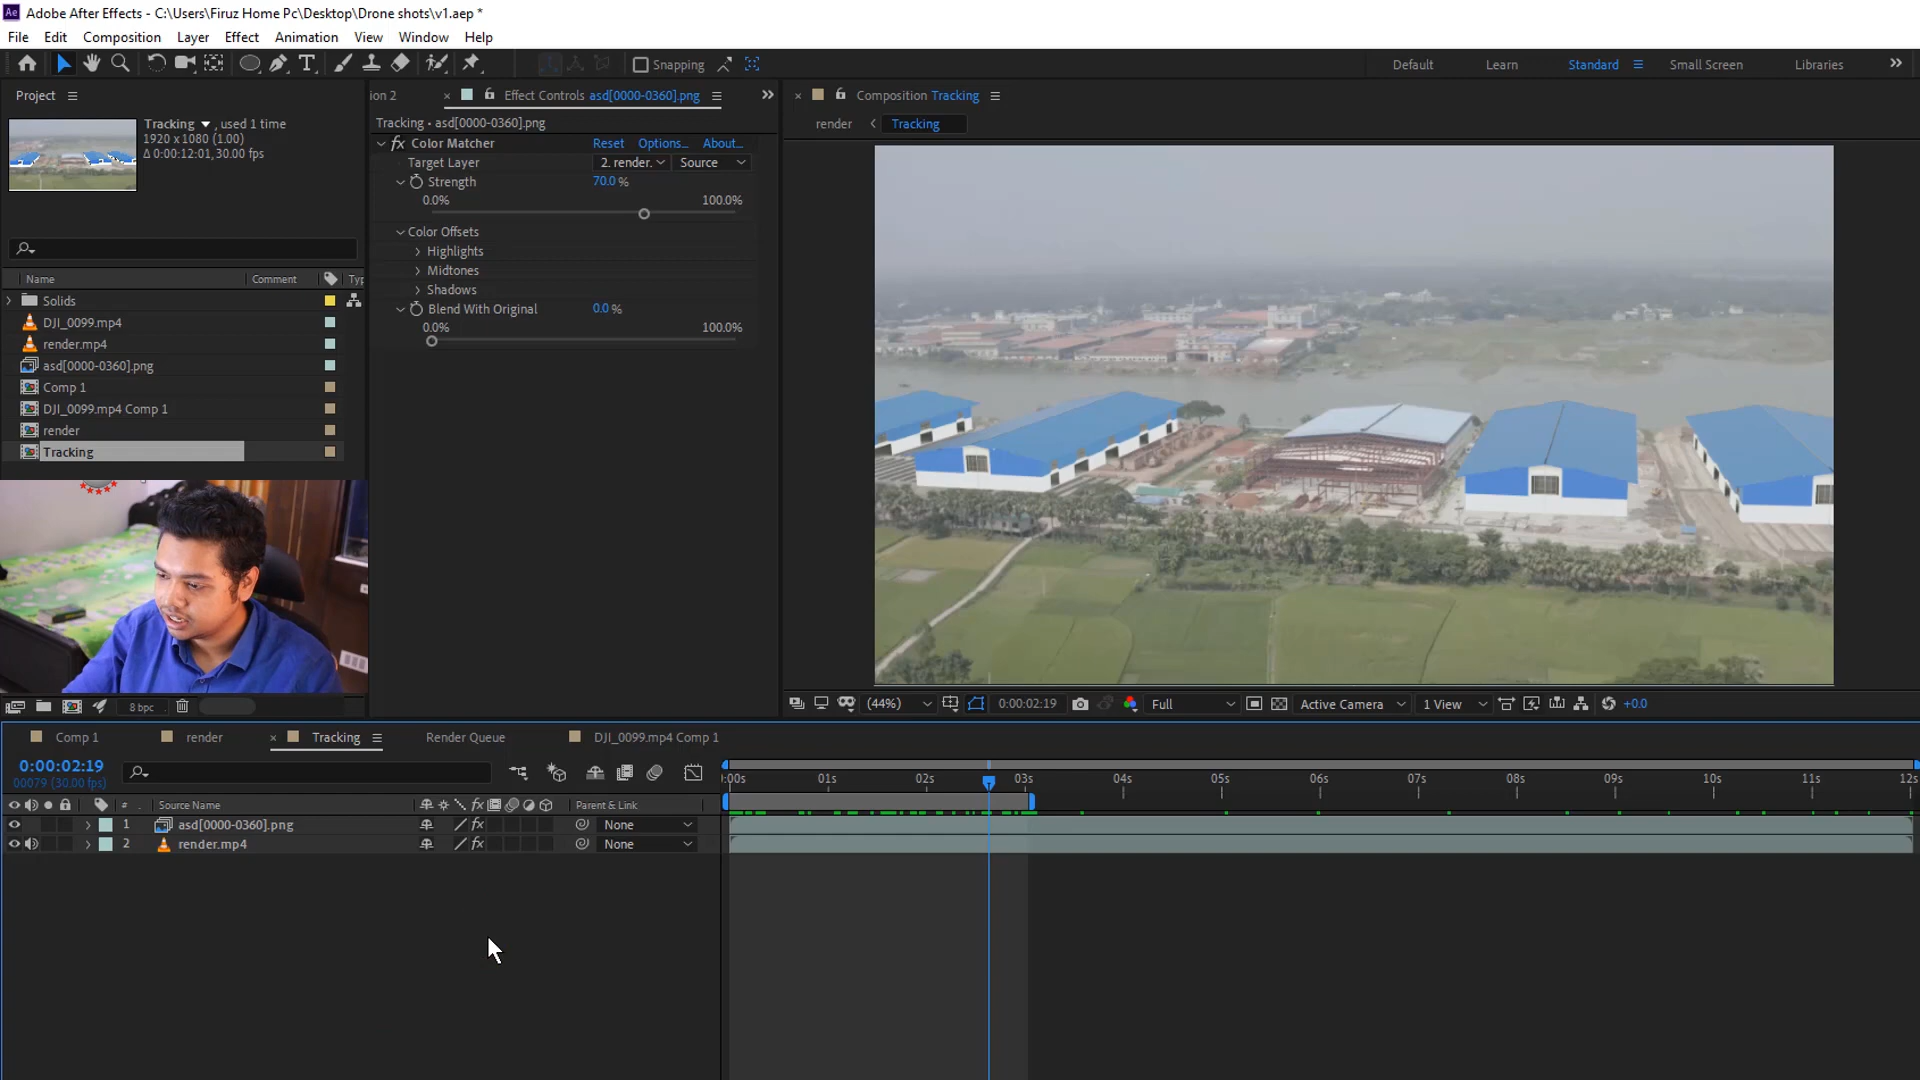 Ae Adobe After Effects - C:\Users\Firuz Home Pc\Desktop\Drone shots\v1.aep *
File Edit Composition Layer Effect Animation View Window Help
Snapping Default Learn Standard Small Screen Libraries
Project
Tracking , used 1 time
1920 x 1080 (1.00)
Δ 0:00:12:01, 30.00 fps
Name Comment Typ
Solids
DJI_0099.mp4
render.mp4
asd[0000-0360].png
Comp 1
DJI_0099.mp4 Comp 1
render
Tracking
8 bpc
ion 2 × Effect Controls asd[0000-0360].png
Tracking • asd[0000-0360].png
fx Color Matcher Reset Options... About...
Target Layer 2. render. Source
Strength 70.0 %
0.0% 100.0%
Color Offsets
Highlights
Midtones
Shadows
Blend With Original 0.0 %
0.0% 100.0%
× Composition Tracking
render Tracking
(44%) 0:00:02:19 Full Active Camera 1 View +0.0
Comp 1 render × Tracking Render Queue DJI_0099.mp4 Comp 1
0:00:02:19
00079 (30.00 fps)
# Source Name fx Parent & Link
1 asd[0000-0360].png fx None
2 render.mp4 fx None
):00s 01s 02s 03s 04s 05s 06s 07s 08s 09s 10s 11s 12s